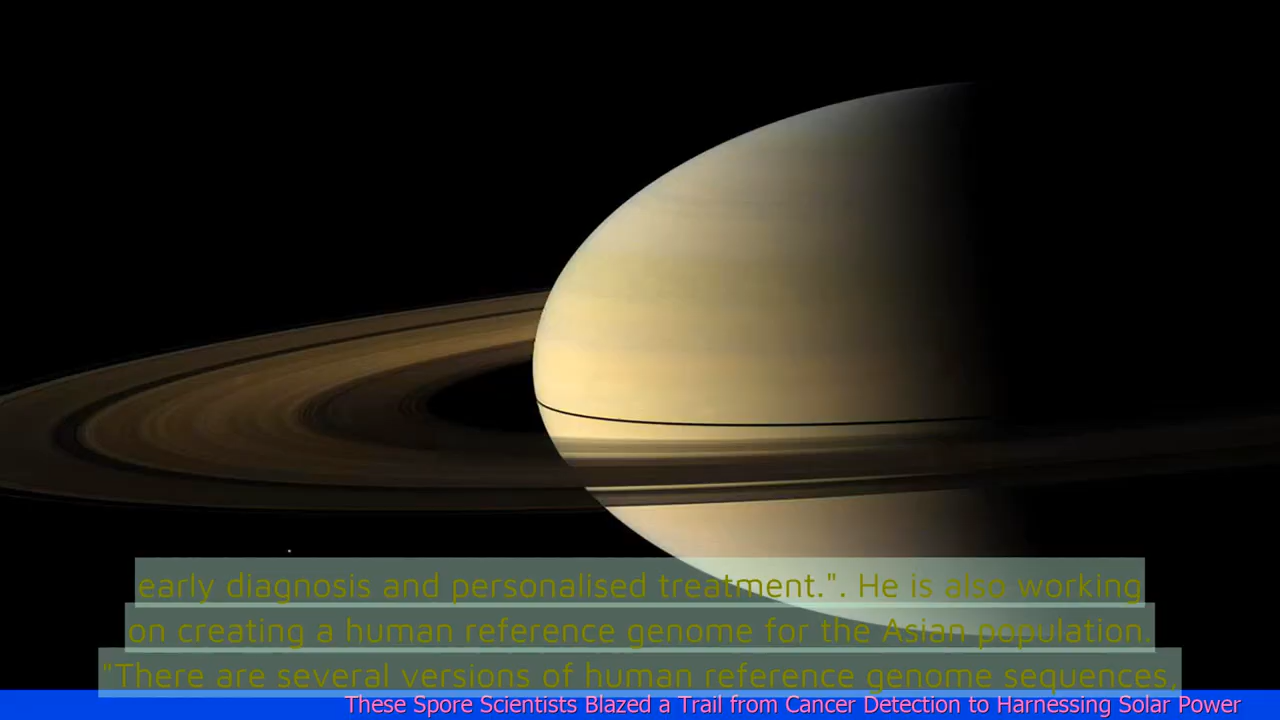 early diagnosis and personalised treatment.". He is also working
on creating a human reference genome for the Asian population.
"There are several versions of human reference genome sequences,
These Spore Scientists Blazed a Trail from Cancer Detection to Harnessing Solar Power